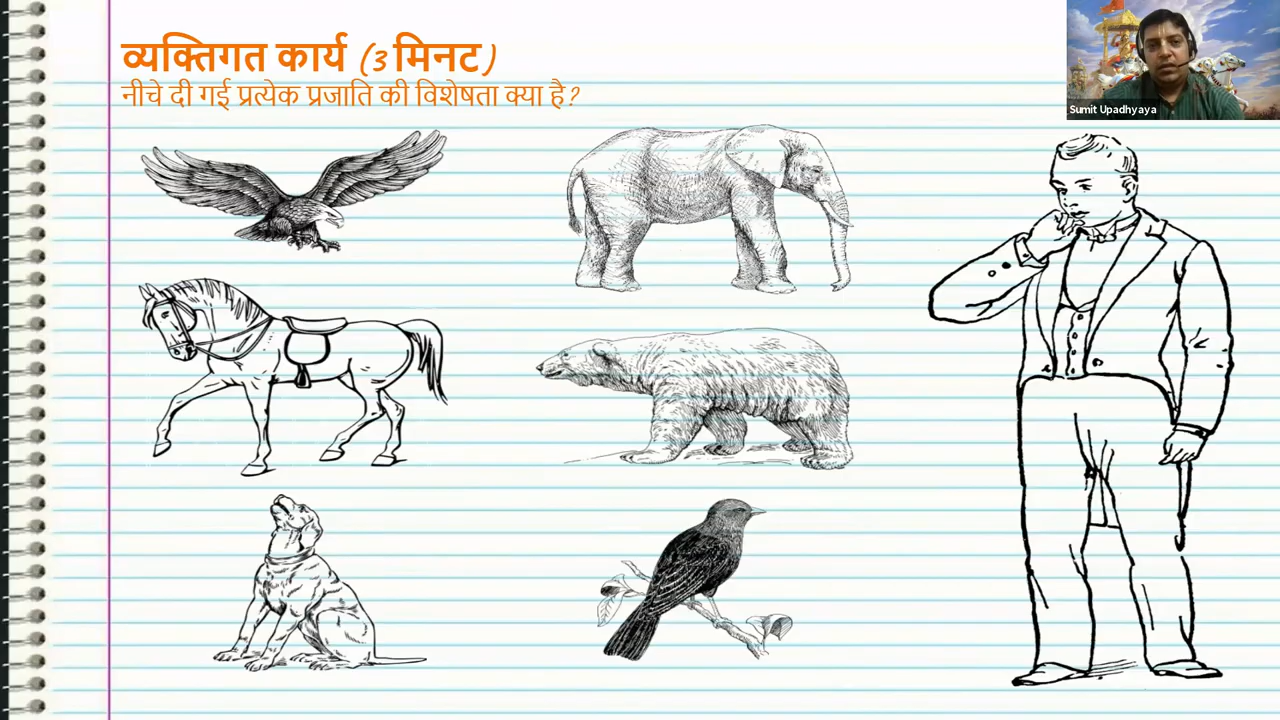 व्यक्तिगत कार्य (3 मिनट)
नीचे दी गई प्रत्येक प्रजाति की विशेषता क्या है?
Sumit Upadhyaya